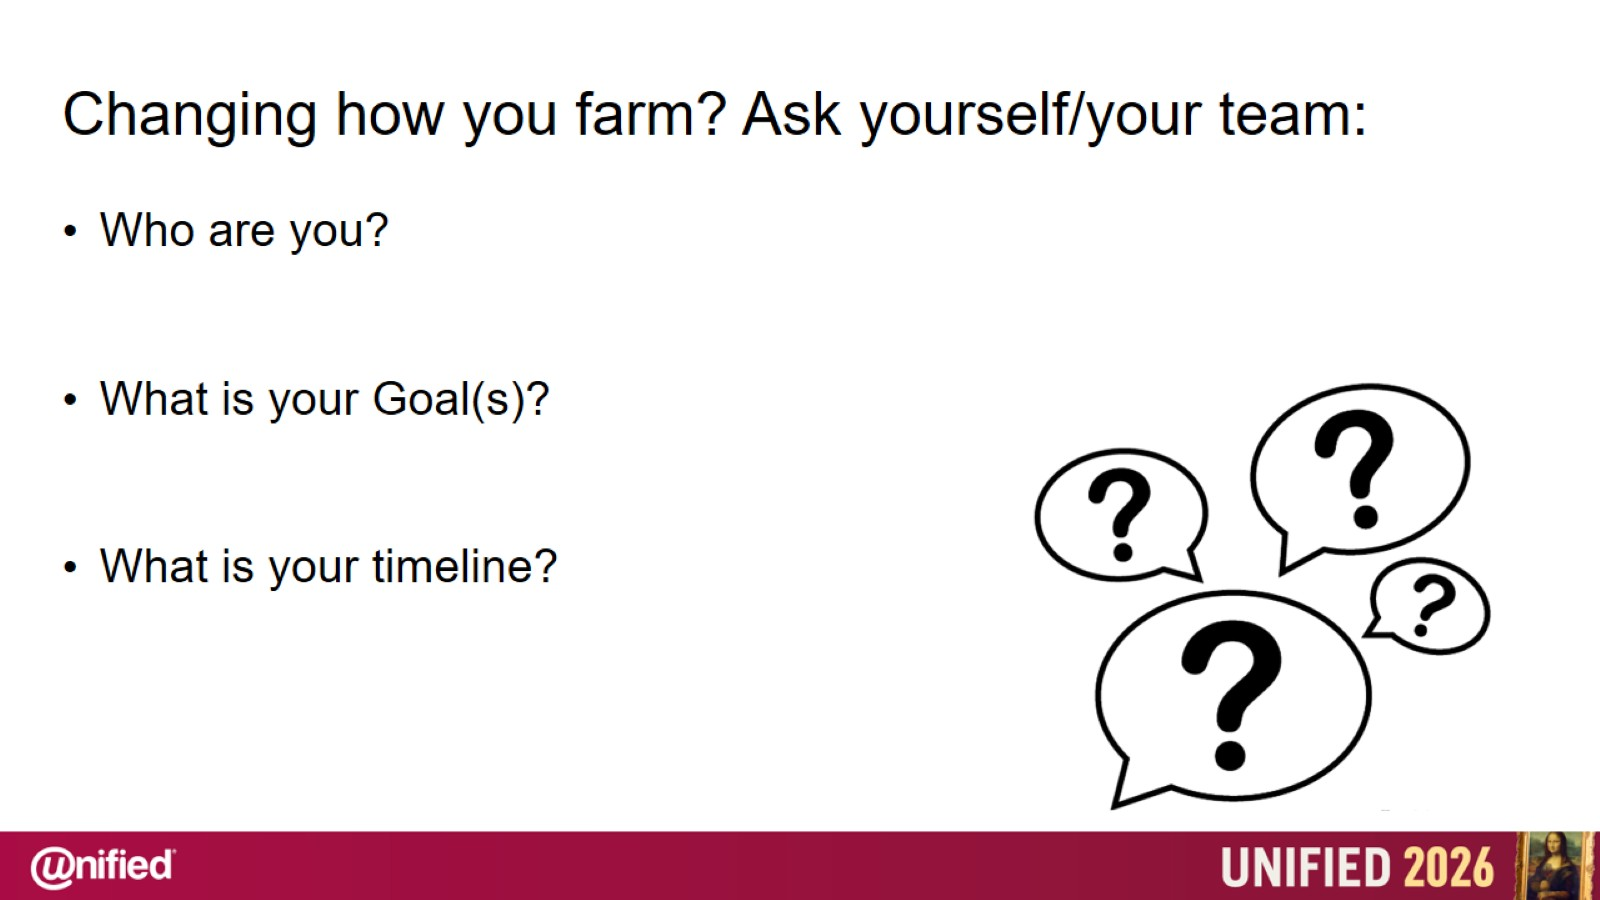 Changing how you farm? Ask yourself/your team:
• Who are you?
• What is your Goal(s)?
• What is your timeline?
?
?
?
?
unified
UNIFIED 2026